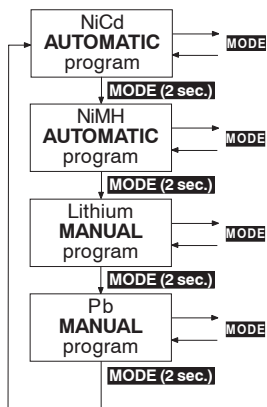 NiCd
AUTOMATIC
program
MODE
MODE (2 sec.)
NiMH
AUTOMATIC
program
MODE
MODE (2 sec.)
Lithium
MANUAL
program
MODE
MODE (2 sec.)
Pb
MANUAL
program
MODE
MODE (2 sec.)